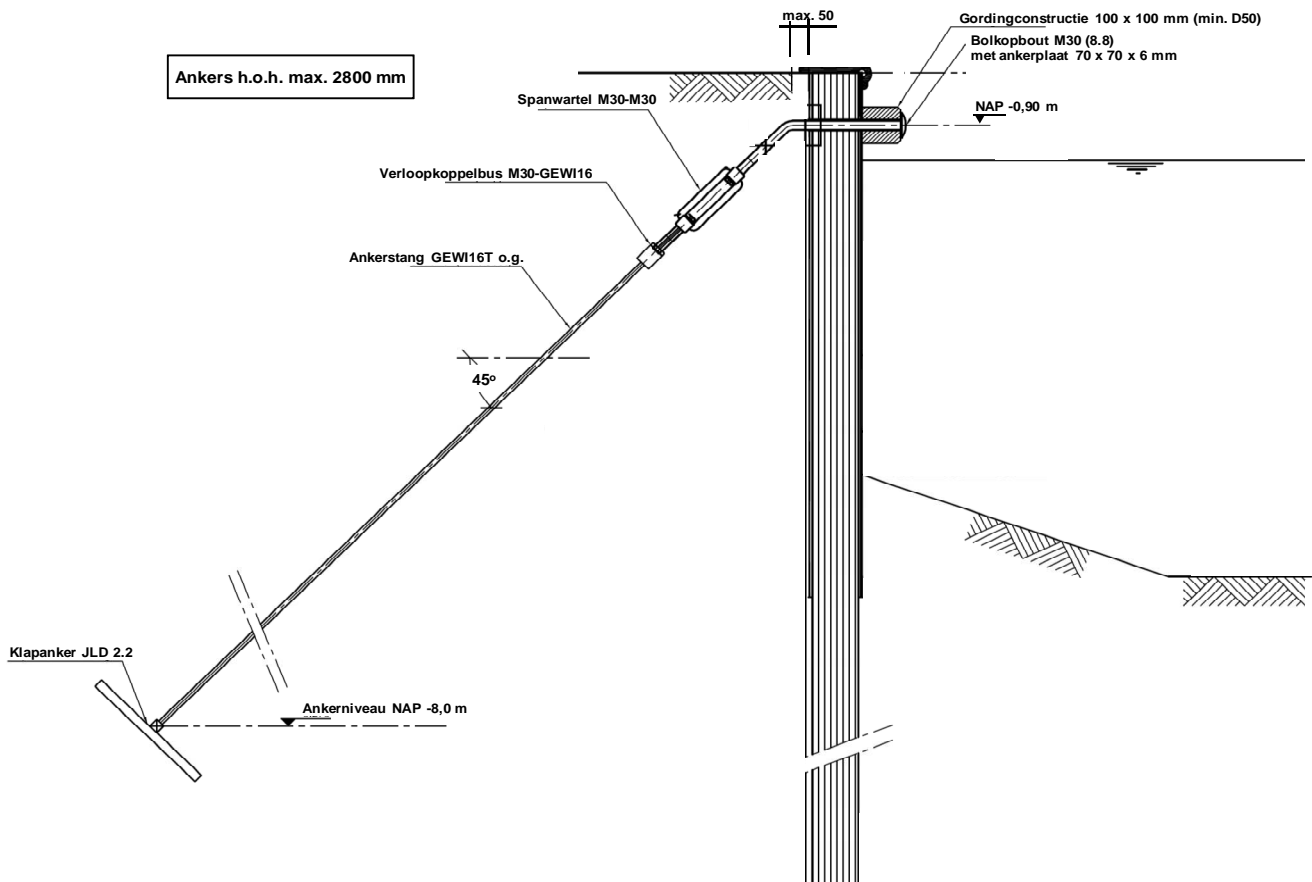 max. 50
Gordingconstructie 100 x 100 mm (min. D50)
Bolkopbout M30 (8.8)
met ankerplaat 70 x 70 x 6 mm
Ankers h.o.h. max. 2800 mm
Spanwartel M30-M30
NAP -0,90 m
Verloopkoppelbus M30-GEWI16
Ankerstang GEWI16T o.g.
45º
Klapanker JLD 2.2
Ankerniveau NAP -8,0 m